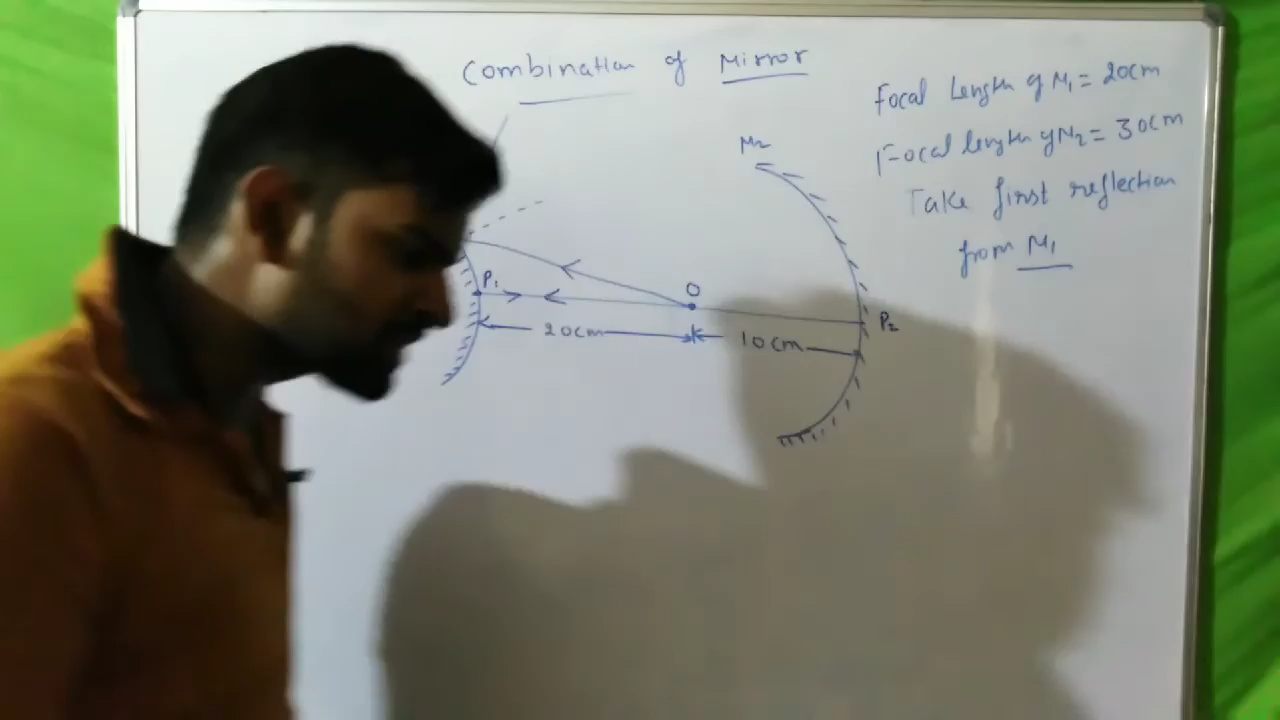 Combination of Mirror
Focal Length of M₁ = 20cm
Focal length of M₂ = 30cm
Take first reflection
from M₁
M₂
P₁
O
P₂
20cm
10cm